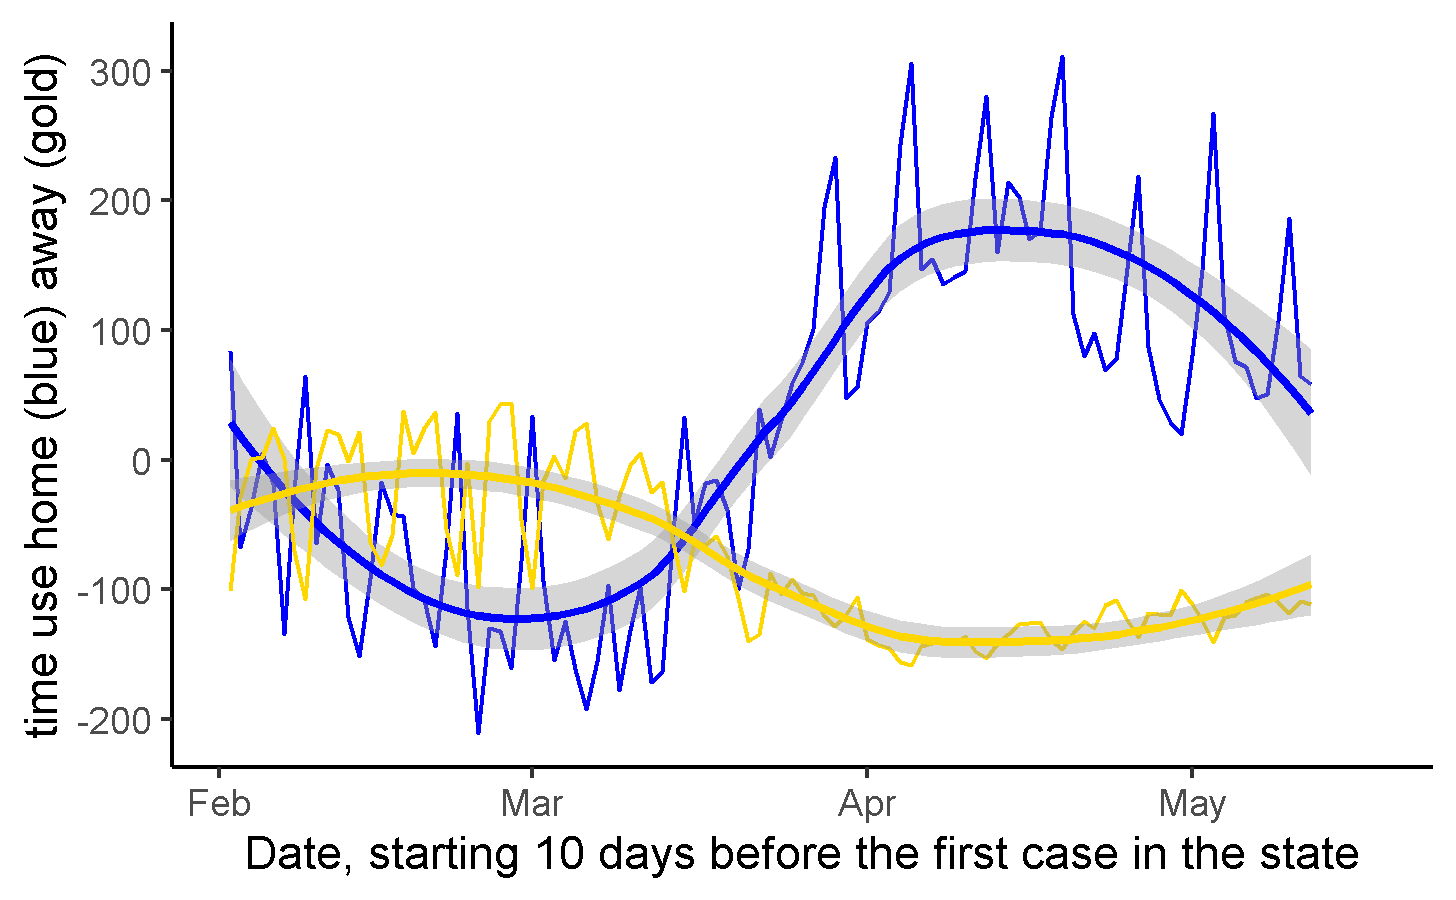 time use home (blue) away (gold)
300
200
100
0
-100
-200
Feb Mar Apr May
Date, starting 10 days before the first case in the state